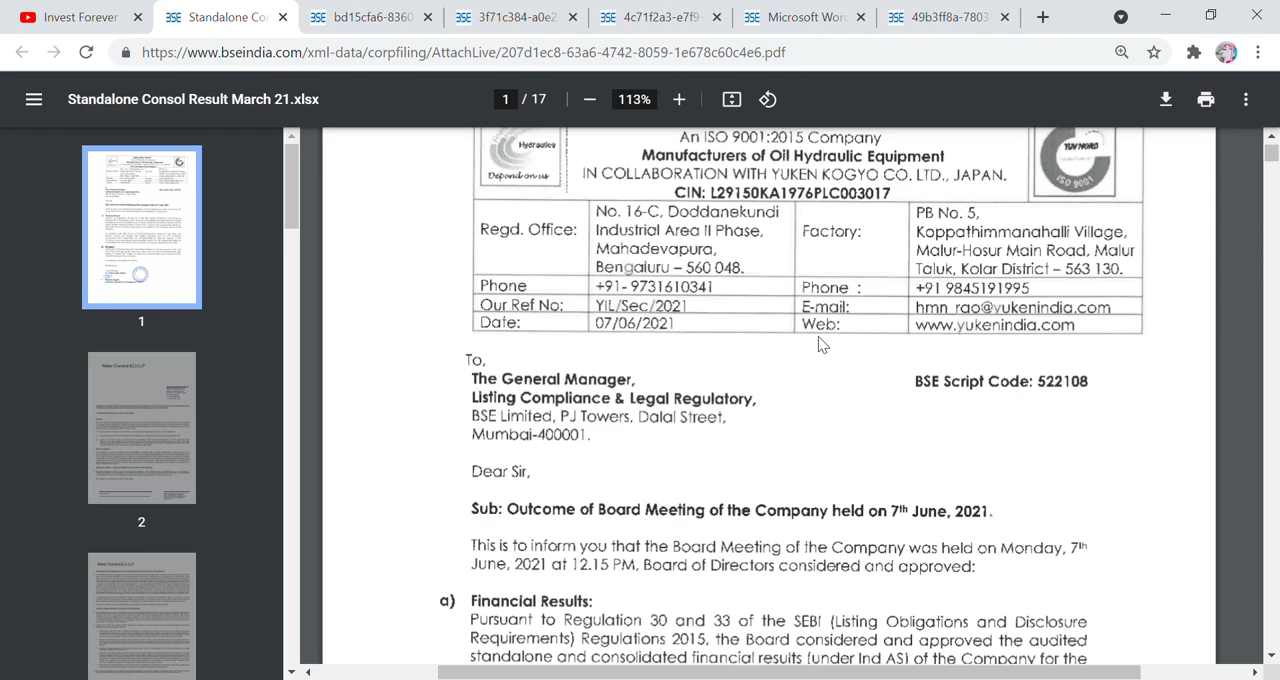 Invest Forever
Standalone Co
bd15cfa6-8360
3f71c384-a0e2
4c71f2a3-e7f9-
Microsoft Wor
49b3ff8a-7803
https://www.bseindia.com/xml-data/corpfiling/AttachLive/207d1ec8-63a6-4742-8059-1e678c0c4e6.pdf
Standalone Consol Result March 21.xlsx
1 / 17
113%
1
2
Hydraulics
Depend on us
TUV NORD
ISO 9001
An ISO 9001:2015 Company
Manufacturers of Oil Hydraulic Equipment
IN COLLABORATION WITH YUKEN KOGYO CO. LTD., JAPAN.
CIN: L29150KA1976PLC003017
Regd. Office:
No. 16-C, Doddanekundi
Industrial Area II Phase,
Mahadevapura
Bengaluru – 560 048.
Factory:
PB No. 5,
Koppathimmanahalli Village,
Malur-Hosur Main Road, Malur
Taluk, Kolar District – 563 130.
Phone +91- 9731610341 Phone : +91 9845191995
Our Ref No: YIL/Sec/2021 E-mail: hmn_rao@yukenindia.com
Date: 07/06/2021 Web: www.yukenindia.com
To,
The General Manager,
BSE Script Code: 522108
Listing Compliance & Legal Regulatory,
BSE Limited, PJ Towers, Dalal Street,
Mumbai-400001.
Dear Sir,
Sub: Outcome of Board Meeting of the Company held on 7th June, 2021.
This is to inform you that the Board Meeting of the Company was held on Monday, 7th
June, 2021 at 12.15 PM, Board of Directors considered and approved:
a) Financial Results:
Pursuant to Regulation 30 and 33 of the SEBI (Listing Obligations and Disclosure
Requirements) Regulations 2015, the Board considered and approved the audited
and Consolidated financial results (under Ind AS) of the Company for the